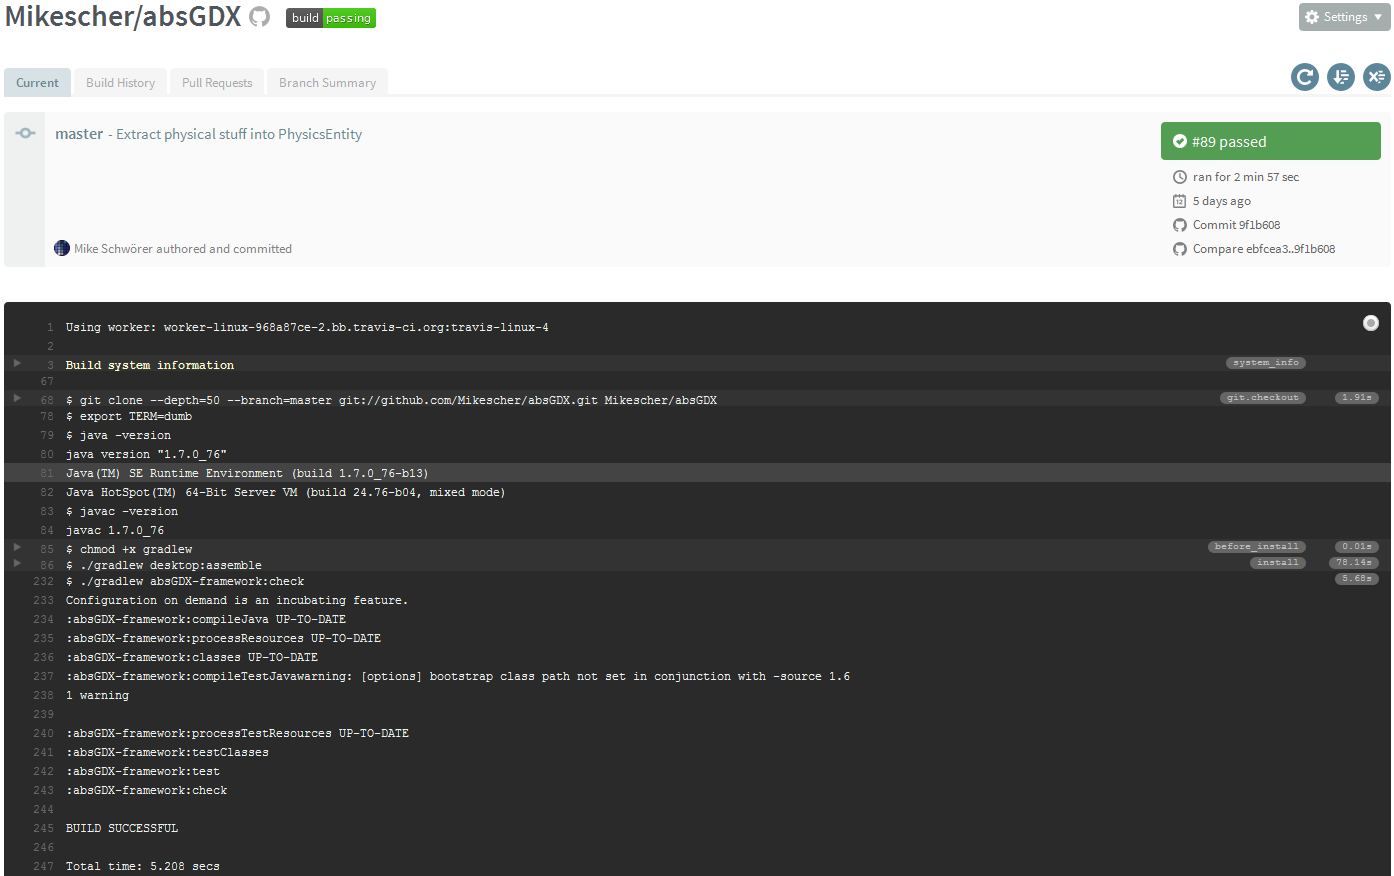 Mikescher/absGDX build passing
Settings
Current Build History Pull Requests Branch Summary
master - Extract physical stuff into PhysicsEntity
#89 passed
ran for 2 min 57 sec
12 5 days ago
Commit 9f1b608
Mike Schwörer authored and committed
Compare ebfcea3..9f1b608
1 Using worker: worker-linux-968a87ce-2.bb.travis-ci.org:travis-linux-4
2
3 Build system information system_info
67
68 $ git clone --depth=50 --branch=master git://github.com/Mikescher/absGDX.git Mikescher/absGDX git.checkout 1.91s
78 $ export TERM=dumb
79 $ java -version
80 java version "1.7.0_76"
81 Java(TM) SE Runtime Environment (build 1.7.0_76-b13)
82 Java HotSpot(TM) 64-Bit Server VM (build 24.76-b04, mixed mode)
83 $ javac -version
84 javac 1.7.0_76
85 $ chmod +x gradlew before_install 0.01s
86 $ ./gradlew desktop:assemble install 78.14s
232 $ ./gradlew absGDX-framework:check 5.68s
233 Configuration on demand is an incubating feature.
234 :absGDX-framework:compileJava UP-TO-DATE
235 :absGDX-framework:processResources UP-TO-DATE
236 :absGDX-framework:classes UP-TO-DATE
237 :absGDX-framework:compileTestJavawarning: [options] bootstrap class path not set in conjunction with -source 1.6
238 1 warning
239
240 :absGDX-framework:processTestResources UP-TO-DATE
241 :absGDX-framework:testClasses
242 :absGDX-framework:test
243 :absGDX-framework:check
244
245 BUILD SUCCESSFUL
246
247 Total time: 5.208 secs